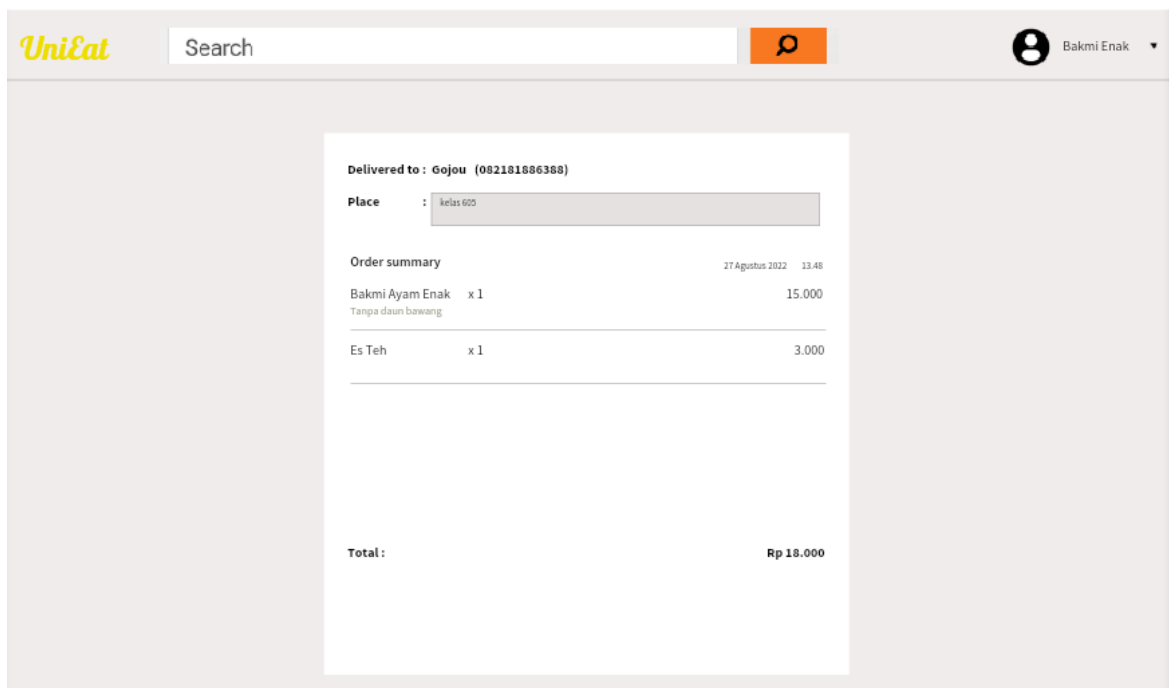 UniEat Search Bakmi Enak
Delivered to : Gojou (082181886388)
Place : kelas 605
Order summary 27 Agustus 2022 13.48
Bakmi Ayam Enak x 1 15.000
Tanpa daun bawang
Es Teh x 1 3.000
Total : Rp 18.000